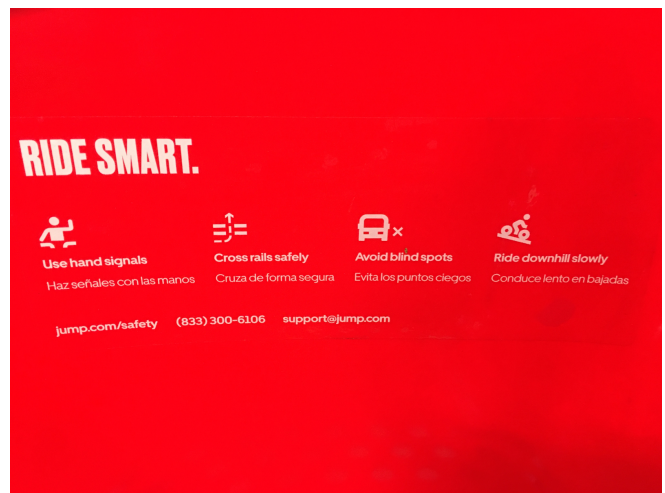 RIDE SMART.
Use hand signals
Haz señales con las manos
Cross rails safely
Cruza de forma segura
Avoid blind spots
Evita los puntos ciegos
Ride downhill slowly
Conduce lento en bajadas
jump.com/safety (833) 300-6106 support@jump.com